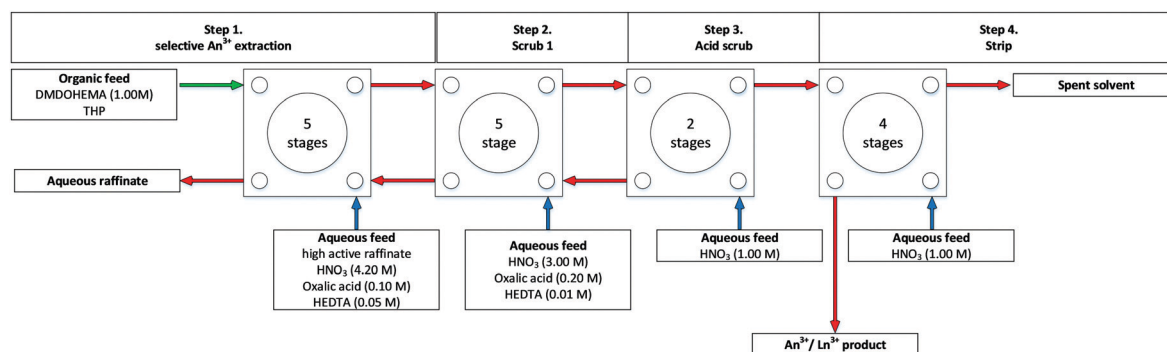 Step 1.
selective An³⁺ extraction
Step 2.
Scrub 1
Step 3.
Acid scrub
Step 4.
Strip
Organic feed
DMDOHEMA (1.00M)
THP
5
stages
5
stage
2
stages
4
stages
Spent solvent
Aqueous raffinate
Aqueous feed
high active raffinate
HNO₃ (4.20 M)
Oxalic acid (0.10 M)
HEDTA (0.05 M)
Aqueous feed
HNO₃ (3.00 M)
Oxalic acid (0.20 M)
HEDTA (0.01 M)
Aqueous feed
HNO₃ (1.00 M)
Aqueous feed
HNO₃ (1.00 M)
An³⁺/ Ln³⁺ product